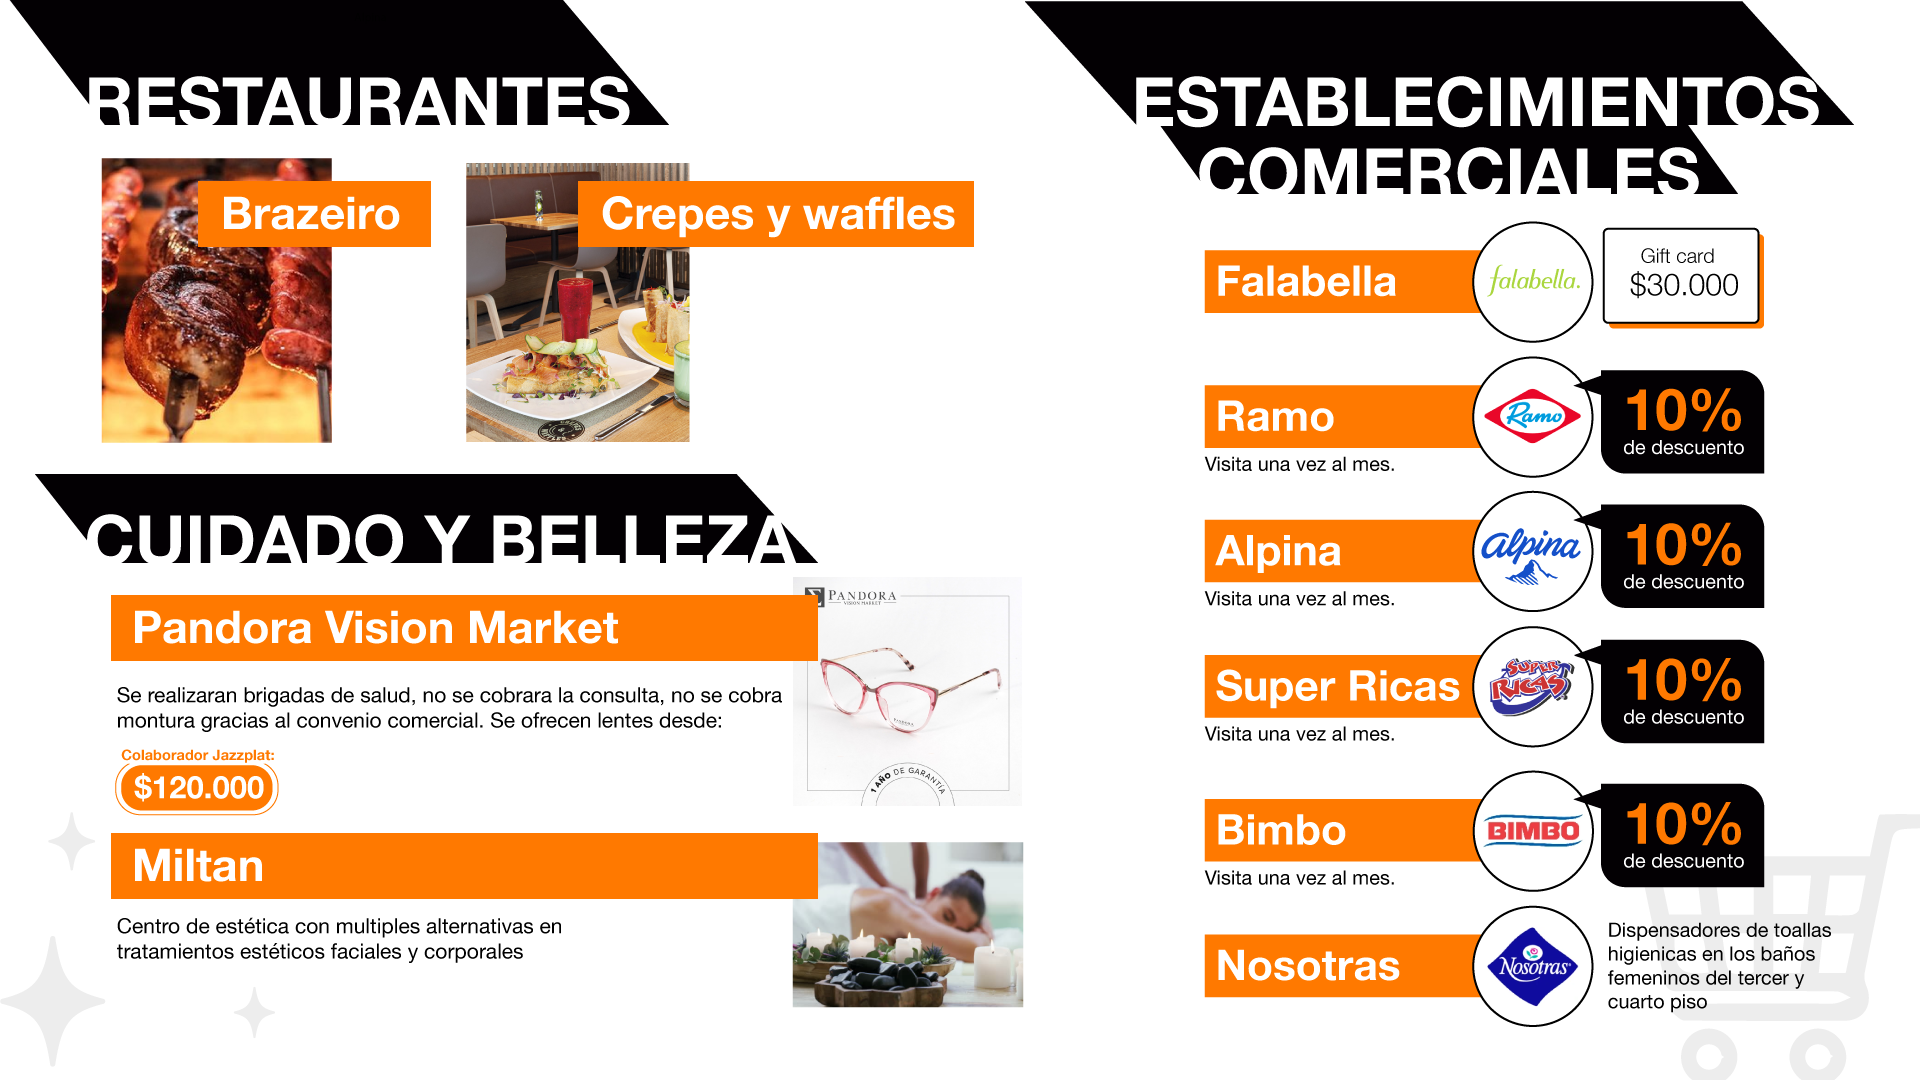 RESTAURANTES
Brazeiro
Crepes y waffles
CUIDADO Y BELLEZA
Pandora Vision Market
PANDORA
VISION MARKET
Se realizaran brigadas de salud, no se cobrara la consulta, no se cobra
montura gracias al convenio comercial. Se ofrecen lentes desde:
Colaborador Jazzplat:
$120.000
PANDORA
1 AÑO DE GARANTÍA
Miltan
Centro de estética con multiples alternativas en
tratamientos estéticos faciales y corporales
ESTABLECIMIENTOS
COMERCIALES
Falabella
falabella.
Gift card
$30.000
Ramo
Ramo
10%
de descuento
Visita una vez al mes.
Alpina
alpina
10%
de descuento
Visita una vez al mes.
Super Ricas
SUPER
RICAS
10%
de descuento
Visita una vez al mes.
Bimbo
BIMBO
10%
de descuento
Visita una vez al mes.
Nosotras
Nosotras
Dispensadores de toallas
higienicas en los baños
femeninos del tercer y
cuarto piso